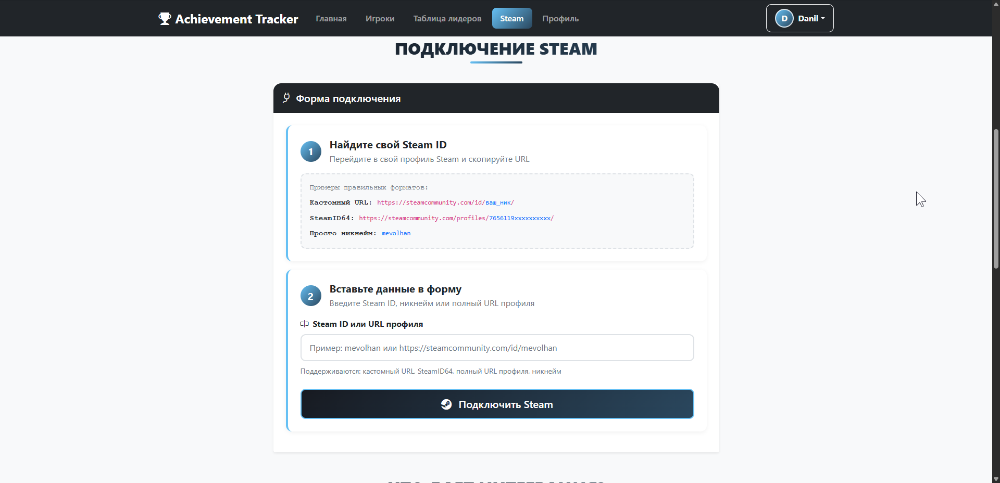 Achievement Tracker Главная Игроки Таблица лидеров Steam Профиль D Danil
ПОДКЛЮЧЕНИЕ STEAM
Форма подключения
1 Найдите свой Steam ID
Перейдите в свой профиль Steam и скопируйте URL
Примеры правильных форматов:
Кастомный URL: https://steamcommunity.com/id/ваш_ник/
SteamID64: https://steamcommunity.com/profiles/7656119xxxxxxxxxx/
Просто никнейм: mevolhan
2 Вставьте данные в форму
Введите Steam ID, никнейм или полный URL профиля
Steam ID или URL профиля
Пример: mevolhan или https://steamcommunity.com/id/mevolhan
Поддерживаются: кастомный URL, SteamID64, полный URL профиля, никнейм
Подключить Steam